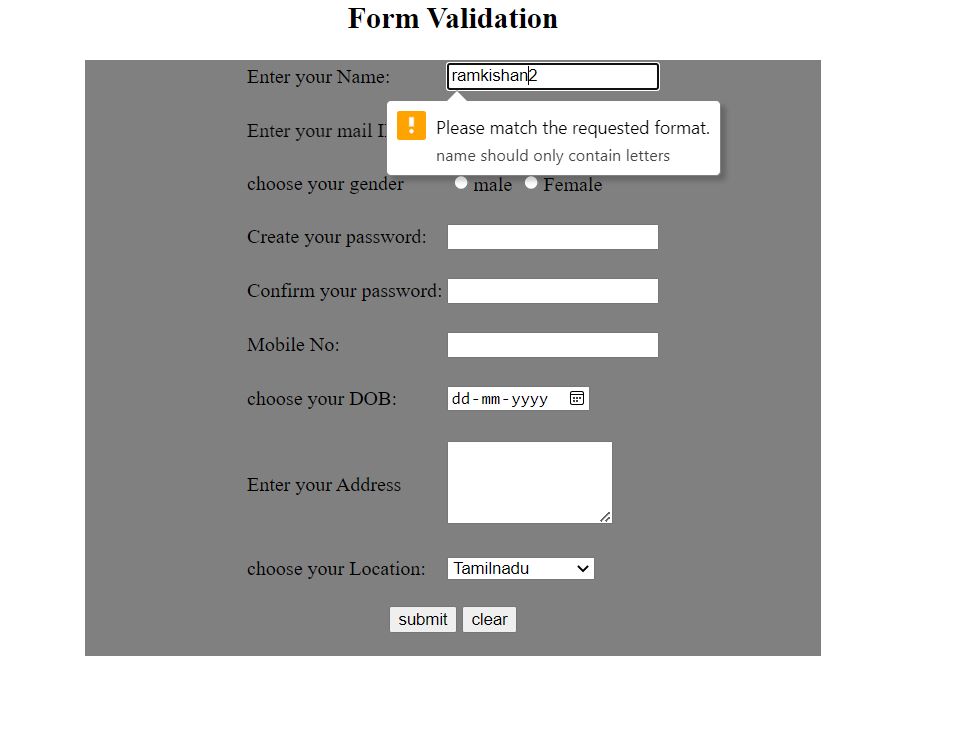 Form Validation
Enter your Name: ramkishan2
Please match the requested format.
name should only contain letters
Enter your mail I
choose your gender male Female
Create your password:
Confirm your password:
Mobile No:
choose your DOB: dd-mm-yyyy
Enter your Address
choose your Location: Tamilnadu
submit clear